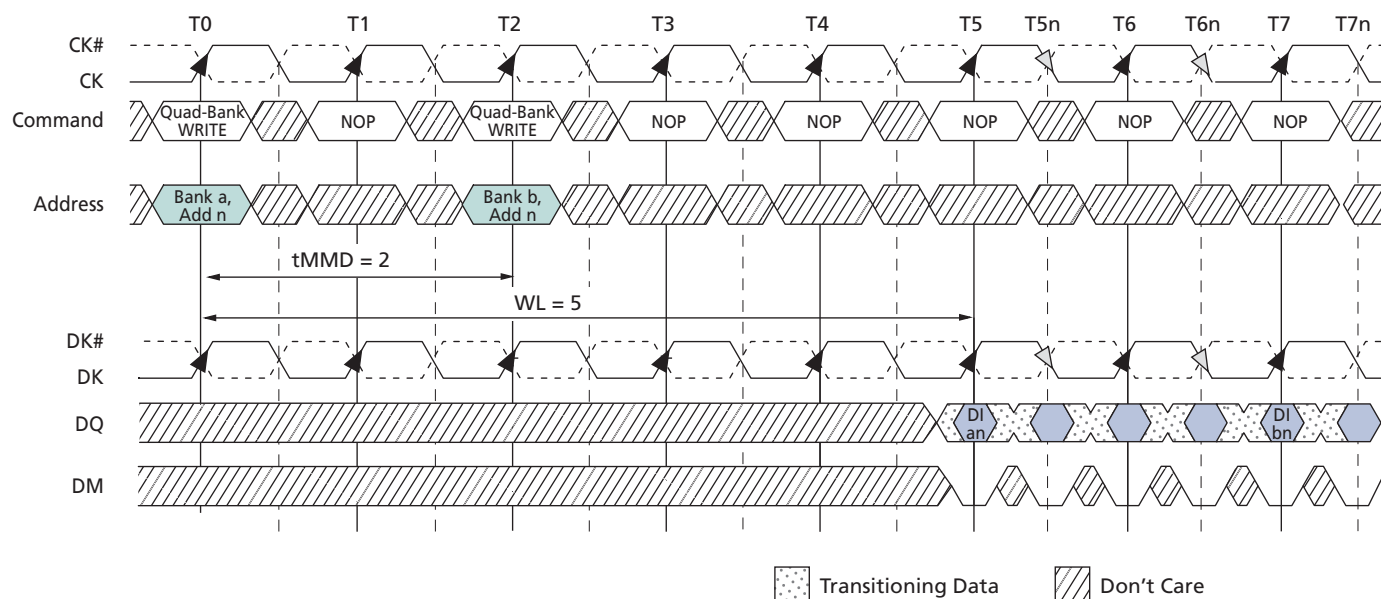 T0 T1 T2 T3 T4 T5 T5n T6 T6n T7 T7n
CK#
CK
Command
Quad-Bank
WRITE
NOP
Quad-Bank
WRITE
NOP
NOP
NOP
NOP
NOP
Address
Bank a,
Add n
Bank b,
Add n
tMMD = 2
WL = 5
DK#
DK
DQ
DI
an
DI
bn
DM
Transitioning Data
Don't Care